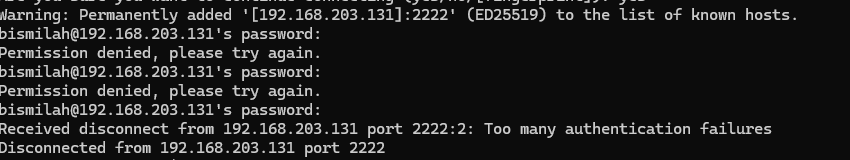 Warning: Permanently added '[192.168.203.131]:2222' (ED25519) to the list of known hosts.
bismilah@192.168.203.131's password:
Permission denied, please try again.
bismilah@192.168.203.131's password:
Permission denied, please try again.
bismilah@192.168.203.131's password:
Received disconnect from 192.168.203.131 port 2222:2: Too many authentication failures
Disconnected from 192.168.203.131 port 2222